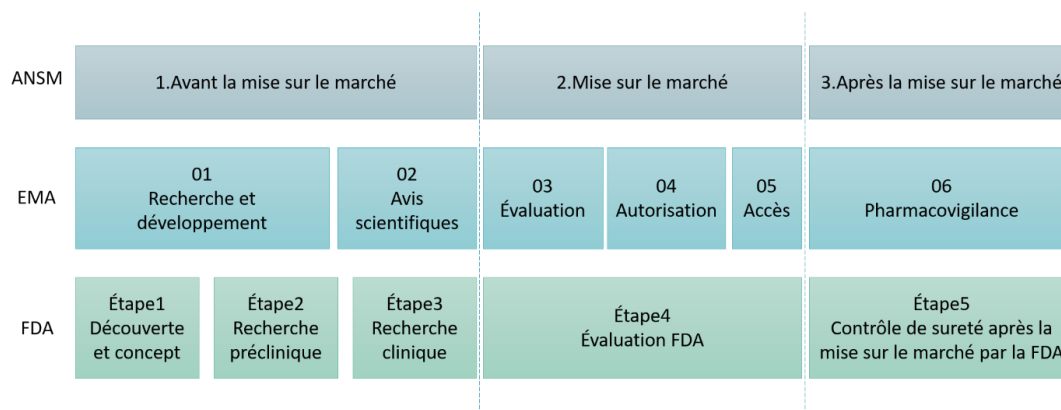 ANSM
1.Avant la mise sur le marché
2.Mise sur le marché
3.Après la mise sur le marché
EMA
01
Recherche et
développement
02
Avis
scientifiques
03
Évaluation
04
Autorisation
05
Accès
06
Pharmacovigilance
FDA
Étape1
Découverte
et concept
Étape2
Recherche
préclinique
Étape3
Recherche
clinique
Étape4
Évaluation FDA
Étape5
Contrôle de sureté après la
mise sur le marché par la FDA